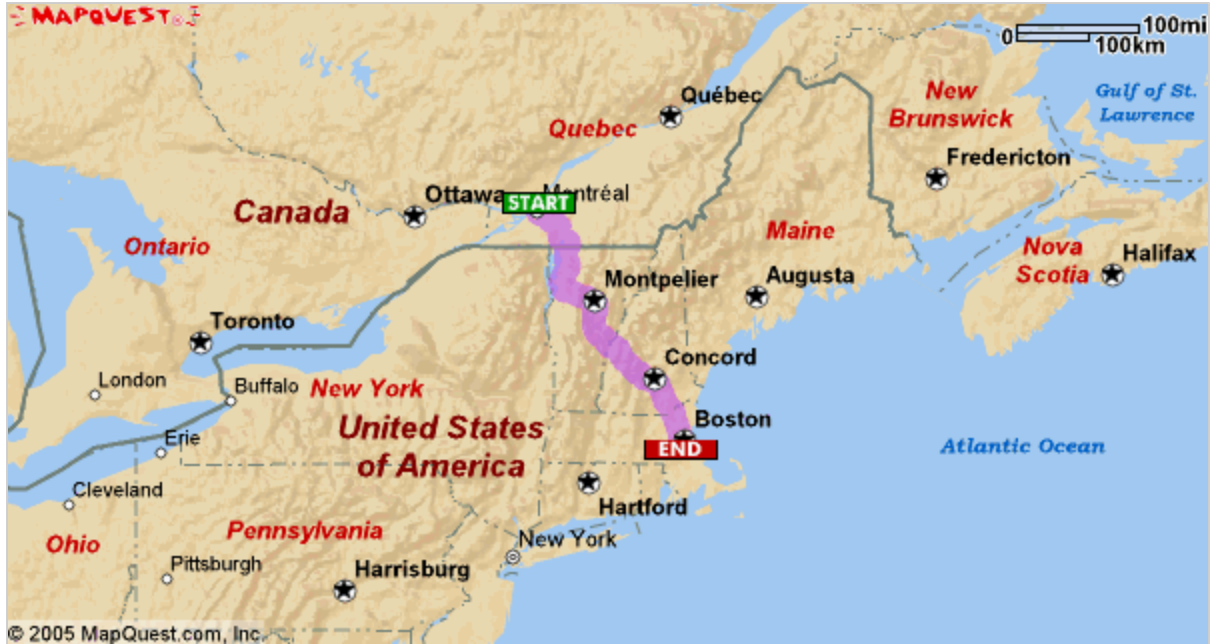 MAPQUEST®
100mi
0
100km
Québec
New
Brunswick
Gulf of St.
Lawrence
Quebec
Fredericton
Ottawa
Montréal
START
Canada
Ontario
Maine
Nova
Scotia
Halifax
Montpelier
Augusta
Toronto
Concord
London
Buffalo
New York
United States
of America
Boston
END
Atlantic Ocean
Erie
Cleveland
Hartford
Pennsylvania
Ohio
New York
Pittsburgh
Harrisburg
© 2005 MapQuest.com, Inc.